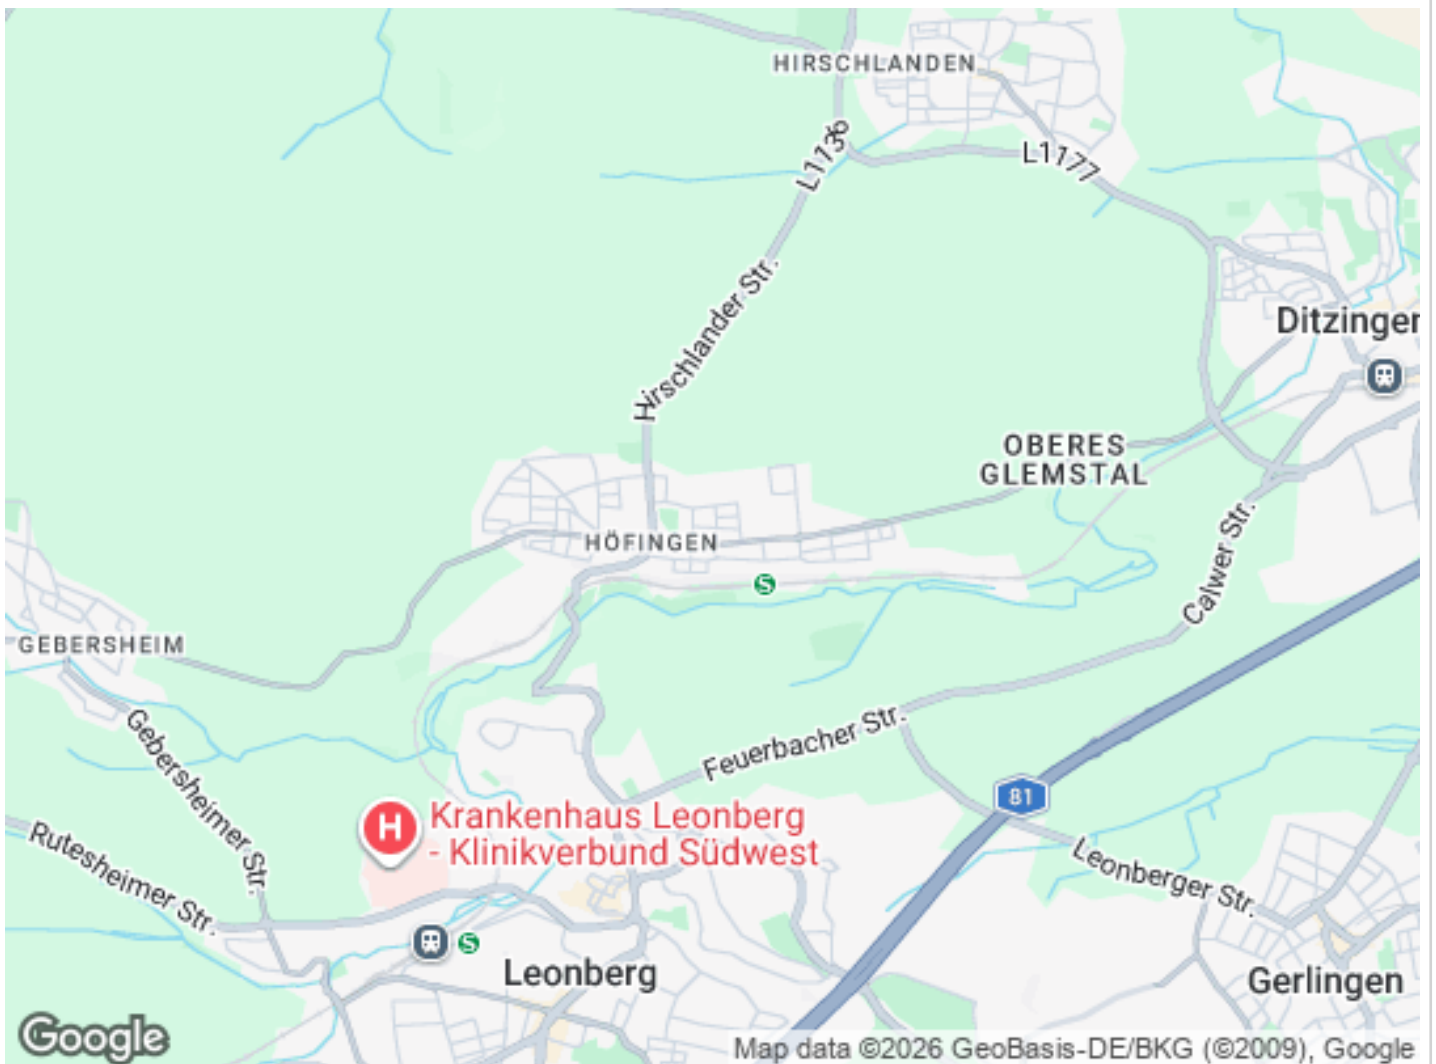 HIRSCHLANDEN
L1136
L1177
Hirschlander Str.
Ditzingen
OBERES
GLEMSTAL
HÖFINGEN
S
Calwer Str.
GEBERSHEIM
Gebersheimer Str.
Feuerbacher Str.
81
H
Krankenhaus Leonberg
- Klinikverbund Südwest
Rutesheimer Str.
Leonberger Str.
S
Leonberg
Gerlingen
Google
Map data ©2026 GeoBasis-DE/BKG (©2009), Google